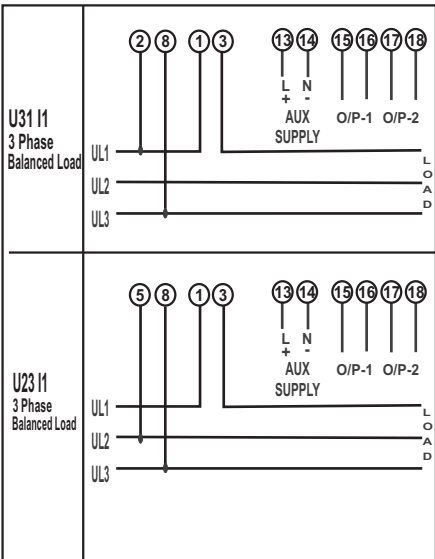 2 8 1 3 13 14 15 16 17 18
L N
+ -
AUX O/P-1 O/P-2
SUPPLY
U31 I1
3 Phase
Balanced Load
UL1
UL2
UL3
L
O
A
D
5 8 1 3 13 14 15 16 17 18
L N
+ -
AUX O/P-1 O/P-2
SUPPLY
U23 I1
3 Phase
Balanced Load
UL1
UL2
UL3
L
O
A
D